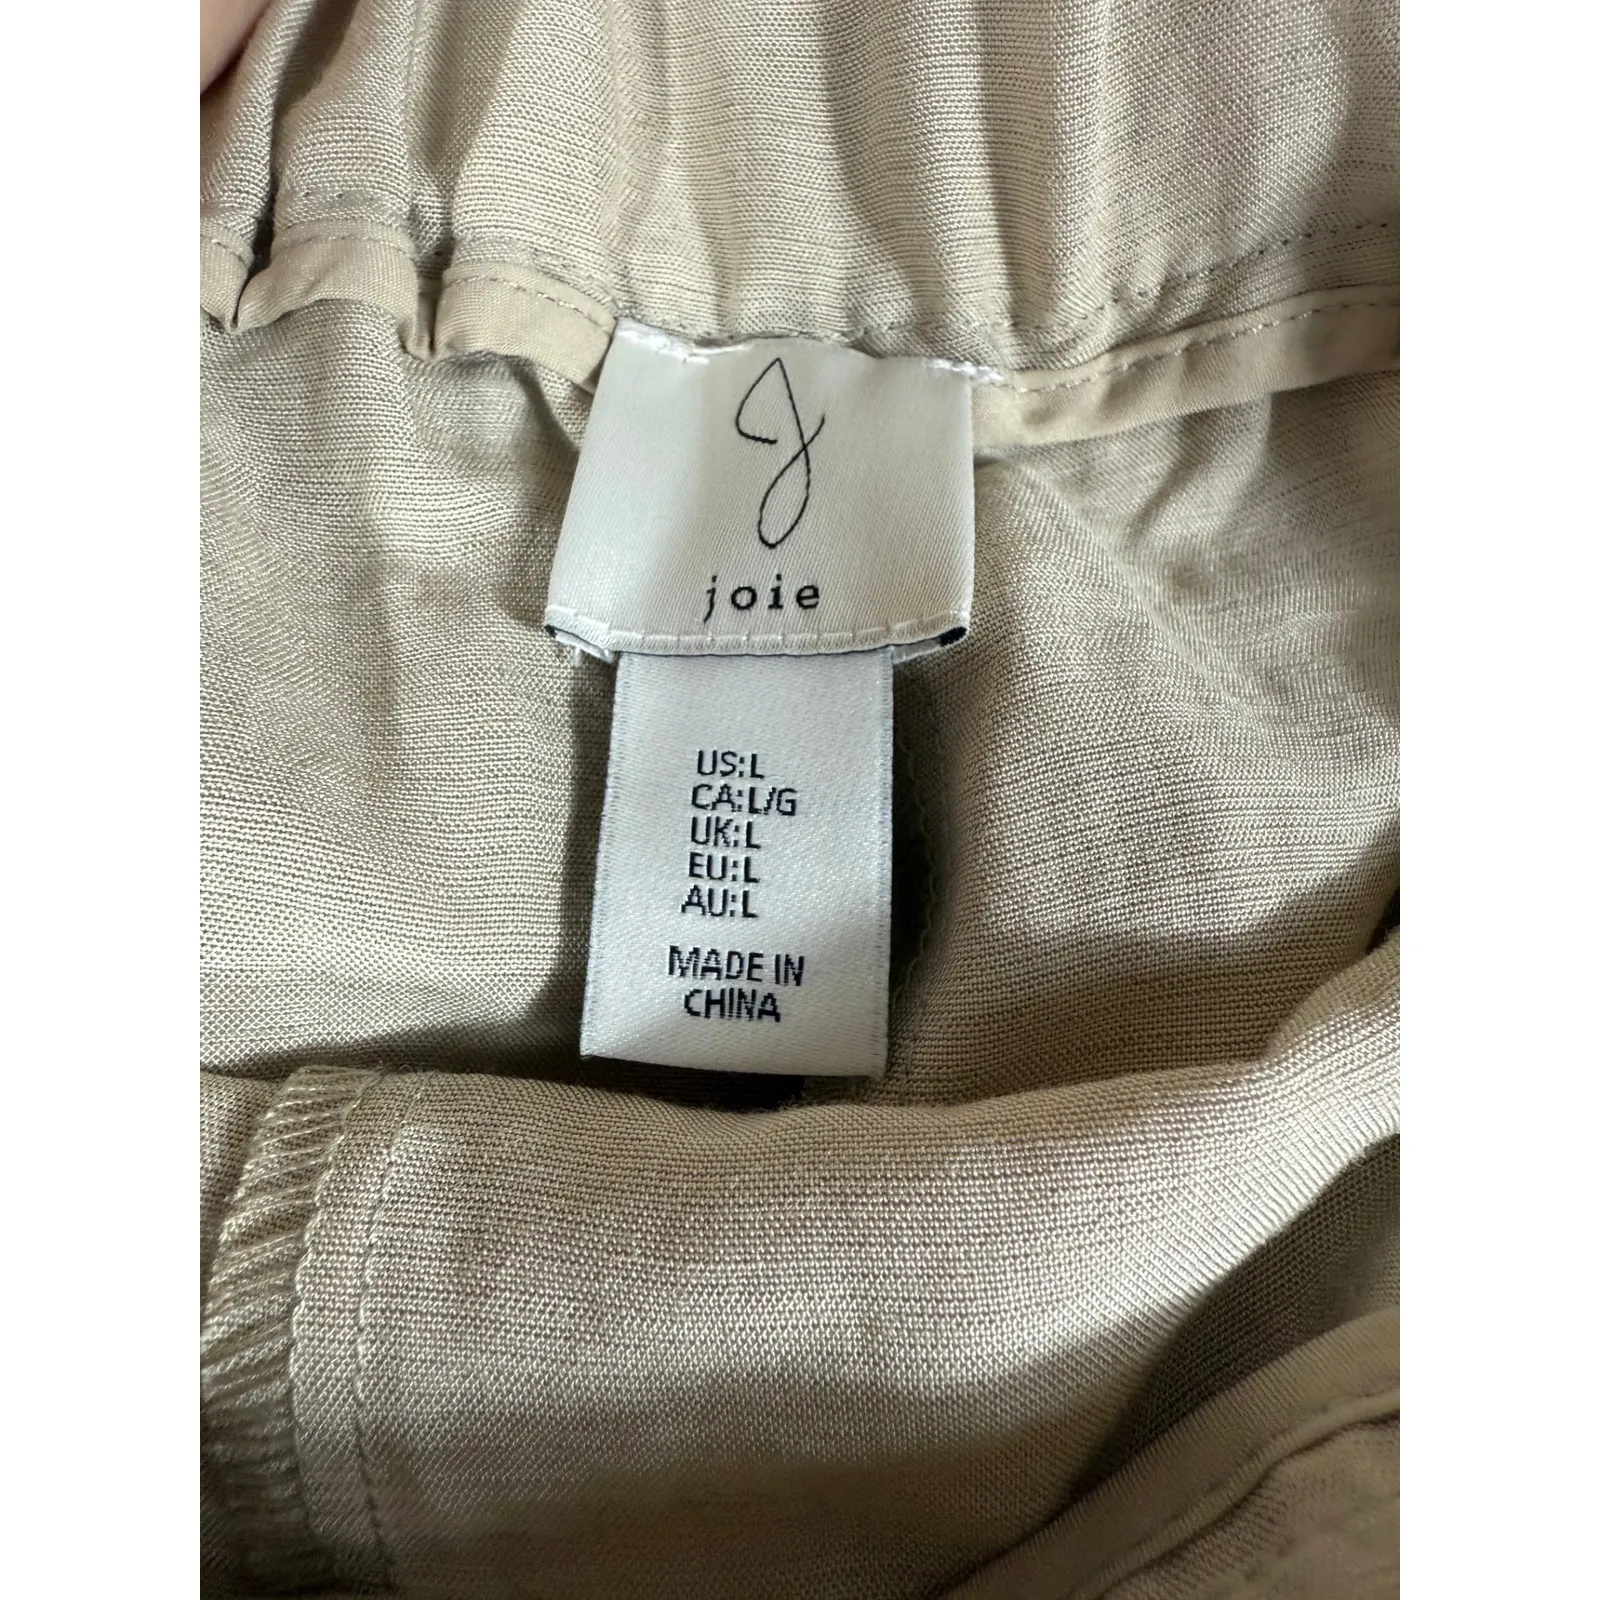 J
joie
US:L
CA:L/G
UK:L
EU:L
AU:L
MADE IN
CHINA